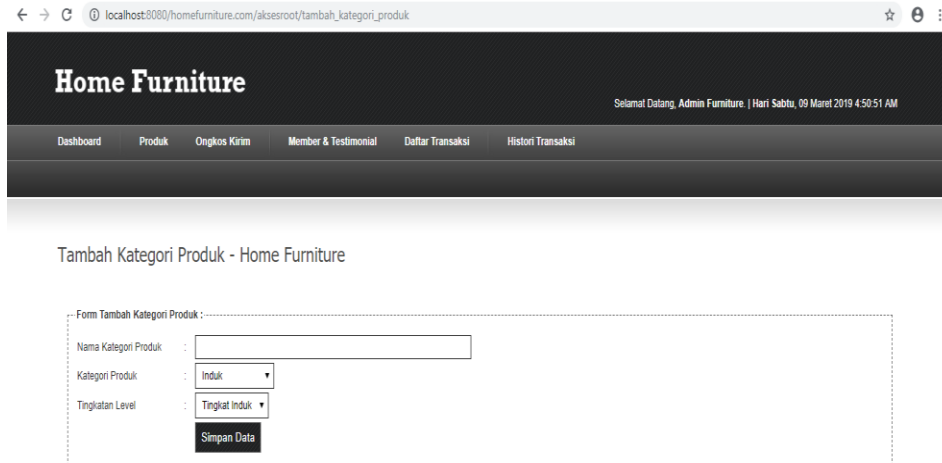 localhost:8080/homefurniture.com/aksesroot/tambah_kategori_produk
Home Furniture
Selamat Datang, Admin Furniture. | Hari Sabtu, 09 Maret 2019 4:50:51 AM
Dashboard Produk Ongkos Kirim Member & Testimonial Daftar Transaksi Histori Transaksi
Tambah Kategori Produk - Home Furniture
Form Tambah Kategori Produk :
Nama Kategori Produk :
Kategori Produk : Induk
Tingkatan Level : Tingkat Induk
Simpan Data